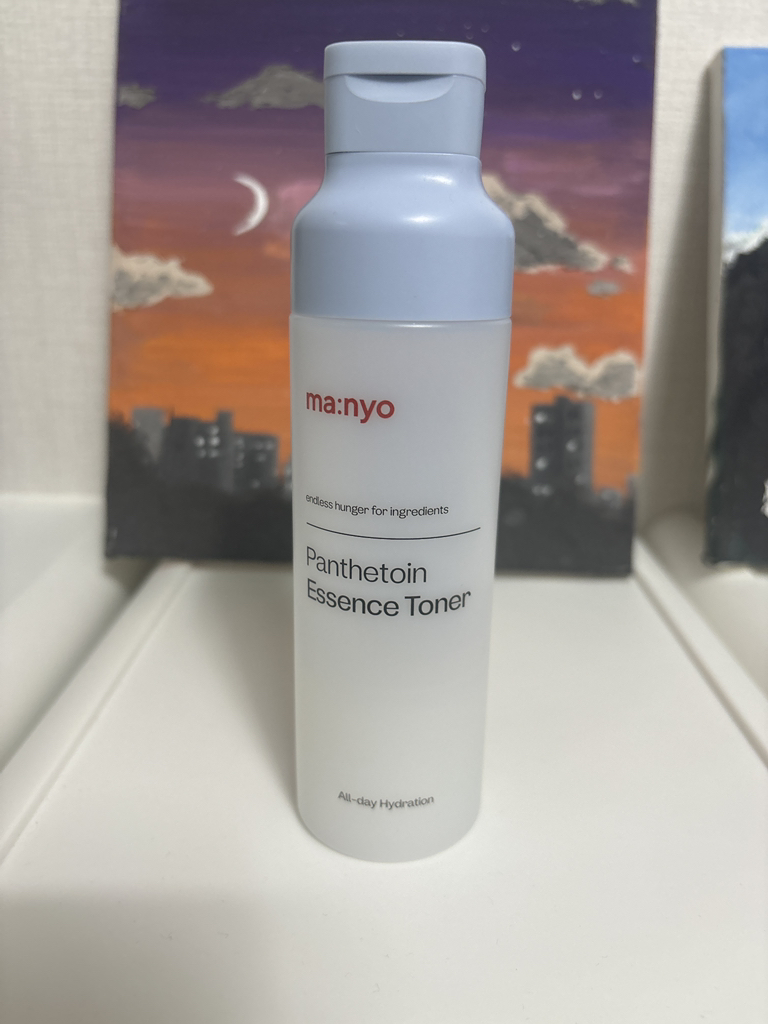 ma:nyo
endless hunger for ingredients
Panthetoin
Essence Toner
All-day Hydration